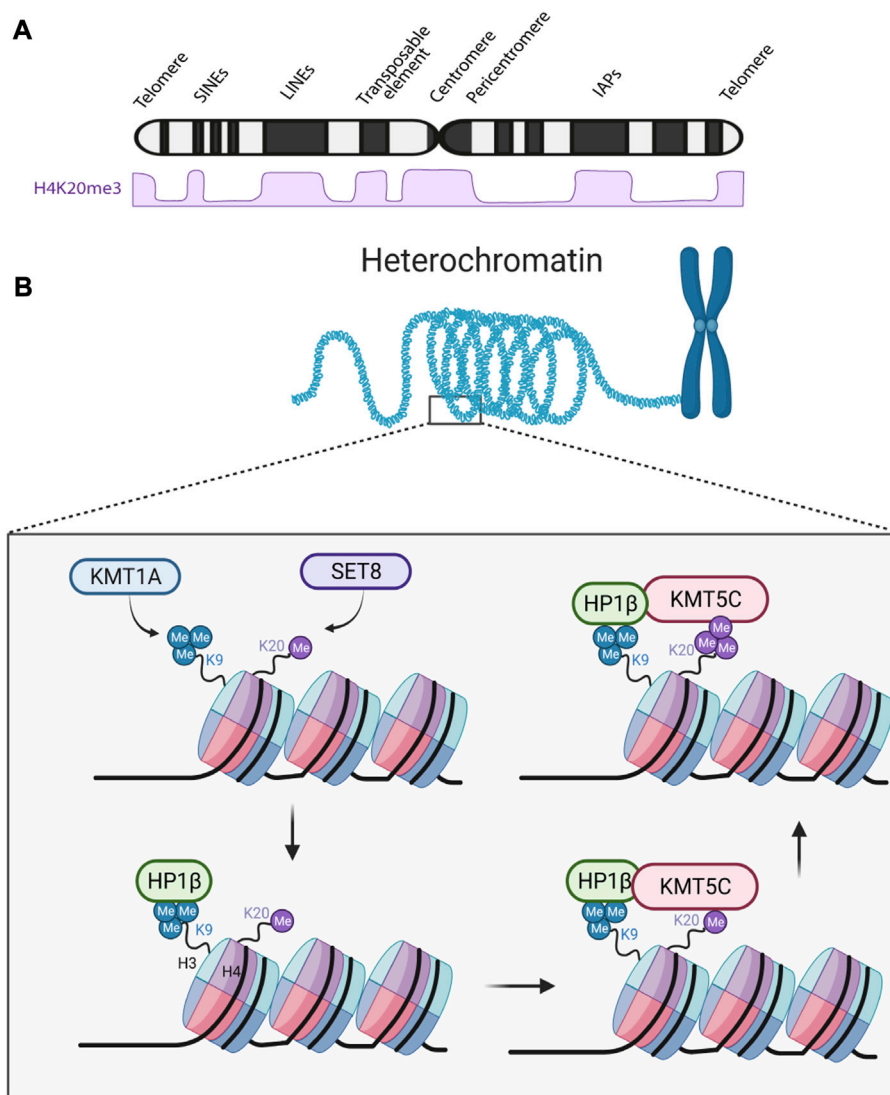 A
Telomere
SINEs
LINEs
Transposable
element
Centromere
Pericentromere
IAPs
Telomere
H4K20me3
Heterochromatin
B
KMT1A
SET8
Me
Me
Me
K9
K20
Me
HP1β
KMT5C
Me
Me
Me
K9
K20
Me
Me
Me
HP1β
Me
Me
Me
K9
K20
Me
H3
H4
HP1β
KMT5C
Me
Me
Me
K9
K20
Me